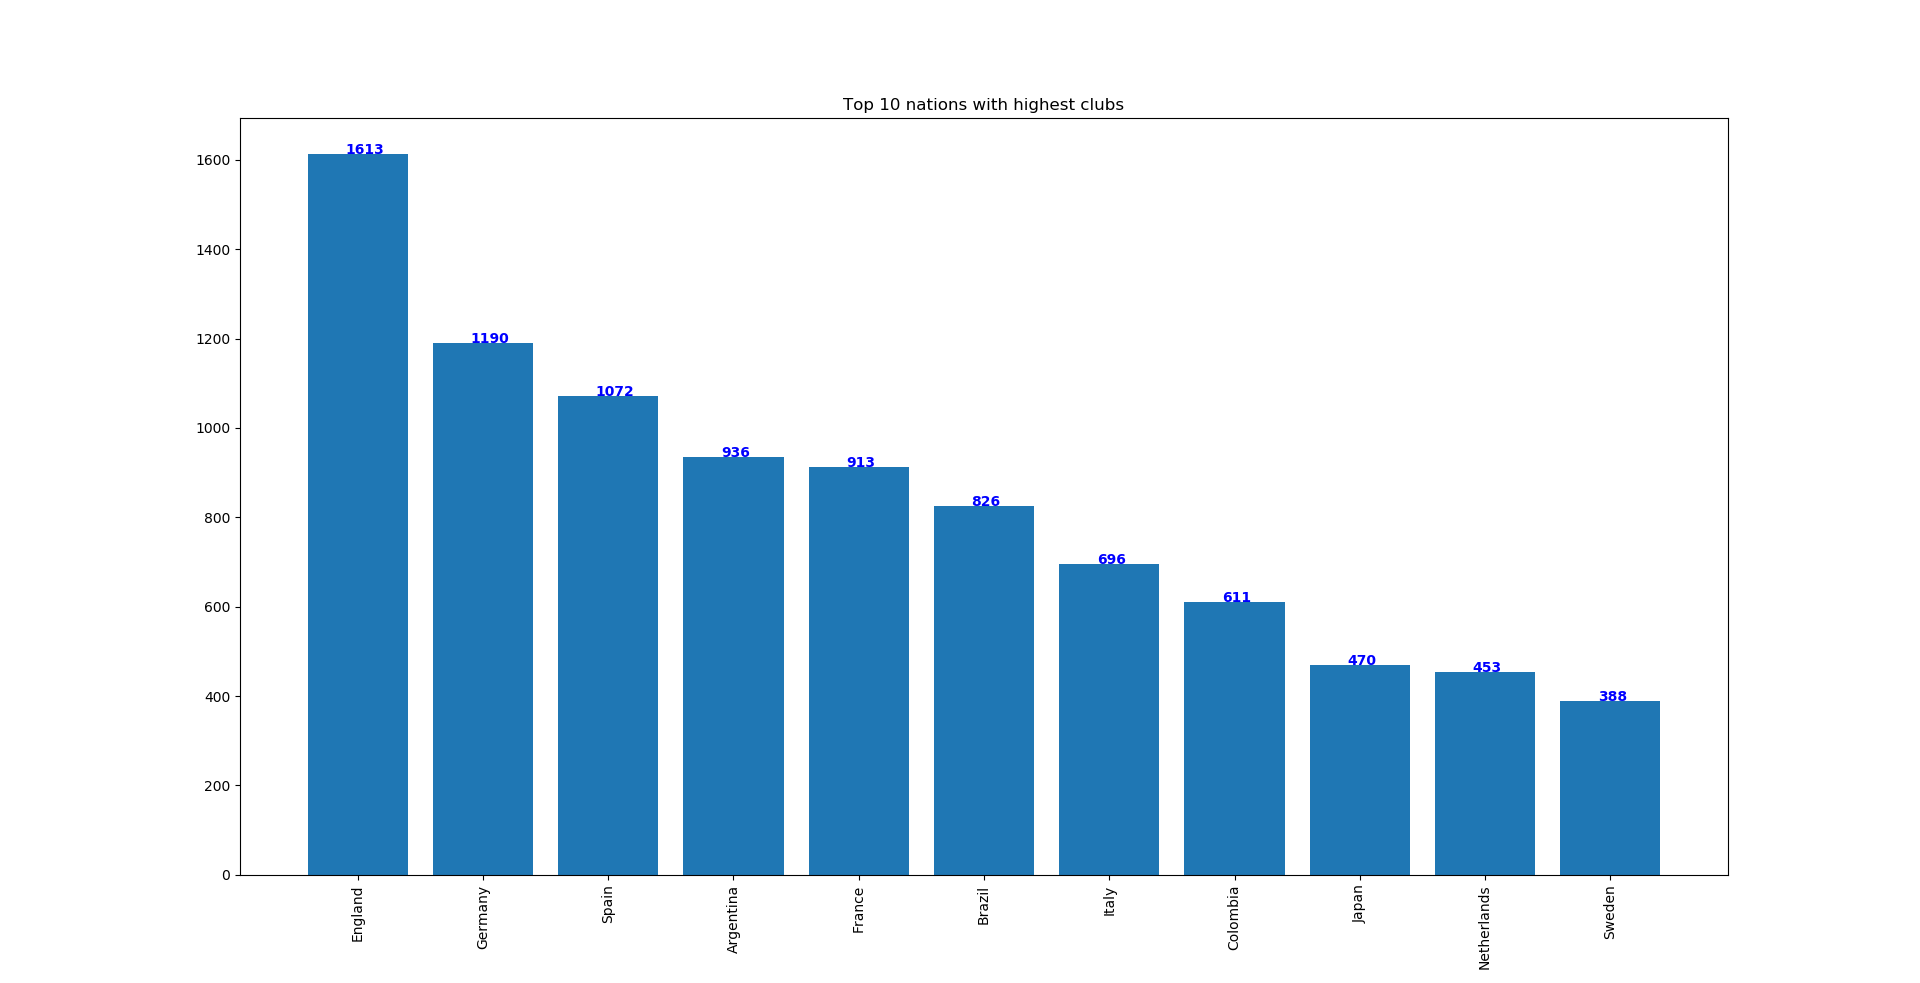 Top 10 nations with highest clubs
1600
1400
1200
1000
800
600
400
200
0
1613
1190
1072
936
913
826
696
611
470
453
388
England
Germany
Spain
Argentina
France
Brazil
Italy
Colombia
Japan
Netherlands
Sweden